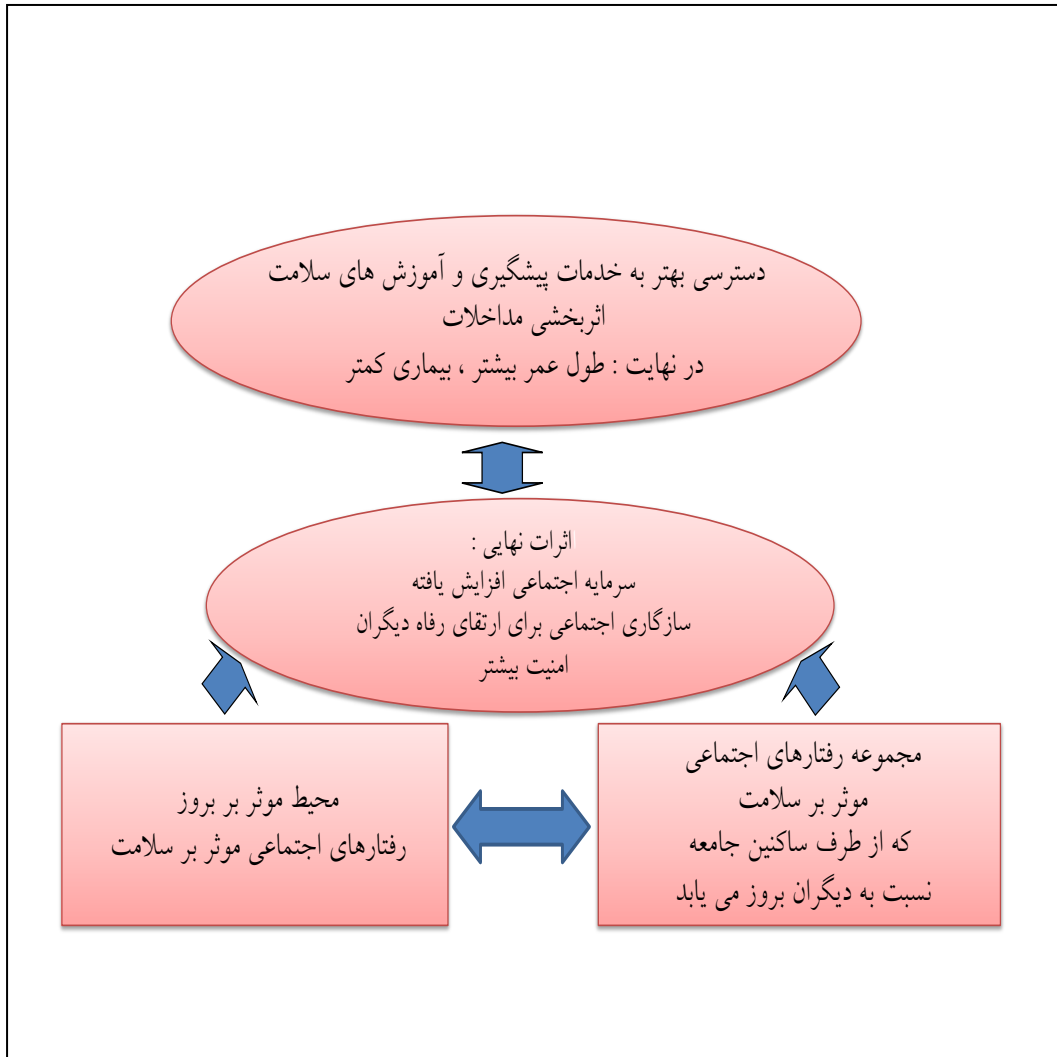 دسترسی بهتر به خدمات پیشگیری و آموزش های سلامت
اثربخشی مداخلات
در نهایت : طول عمر بیشتر ، بیماری کمتر
اثرات نهایی :
سرمایه اجتماعی افزایش یافته
سازگاری اجتماعی برای ارتقای رفاه دیگران
امنیت بیشتر
مجموعه رفتارهای اجتماعی
موثر بر سلامت
که از طرف ساکنین جامعه
نسبت به دیگران بروز می یابد
محیط موثر بر بروز
رفتارهای اجتماعی موثر بر سلامت